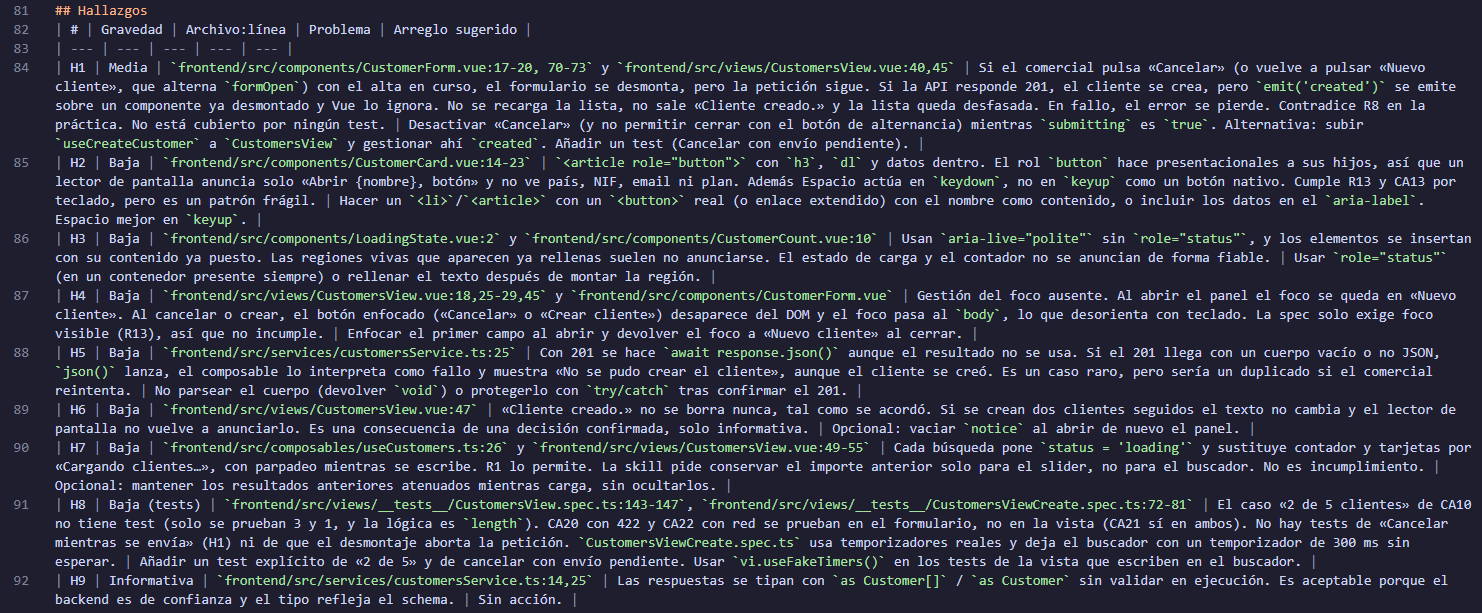 81 ## Hallazgos
82 | # | Gravedad | Archivo:línea | Problema | Arreglo sugerido |
83 | --- | --- | --- | --- | --- |
84 | H1 | Media | `frontend/src/components/CustomerForm.vue:17-20, 70-73` y `frontend/src/views/CustomersView.vue:40,45` | Si el comercial pulsa «Cancelar» (o vuelve a pulsar «Nuevo
cliente», que alterna `formOpen`) con el alta en curso, el formulario se desmonta, pero la petición sigue. Si la API responde 201, el cliente se crea, pero `emit('created')` se emite
sobre un componente ya desmontado y Vue lo ignora. No se recarga la lista, no sale «Cliente creado.» y la lista queda desfasada. En fallo, el error se pierde. Contradice R8 en la
práctica. No está cubierto por ningún test. | Desactivar «Cancelar» (y no permitir cerrar con el botón de alternancia) mientras `submitting` es `true`. Alternativa: subir
`useCreateCustomer` a `CustomersView` y gestionar ahí `created`. Añadir un test (Cancelar con envío pendiente). |
85 | H2 | Baja | `frontend/src/components/CustomerCard.vue:14-23` | `<article role="button">` con `h3`, `dl` y datos dentro. El rol `button` hace presentacionales a sus hijos, así que un
lector de pantalla anuncia solo «Abrir {nombre}, botón» y no ve país, NIF, email ni plan. Además Espacio actúa en `keydown`, no en `keyup` como un botón nativo. Cumple R13 y CA13 por
teclado, pero es un patrón frágil. | Hacer un `<li>`/`<article>` con un `<button>` real (o enlace extendido) con el nombre como contenido, o incluir los datos en el `aria-label`.
Espacio mejor en `keyup`. |
86 | H3 | Baja | `frontend/src/components/LoadingState.vue:2` y `frontend/src/components/CustomerCount.vue:10` | Usan `aria-live="polite"` sin `role="status"`, y los elementos se insertan
con su contenido ya puesto. Las regiones vivas que aparecen ya rellenas suelen no anunciarse. El estado de carga y el contador no se anuncian de forma fiable. | Usar `role="status"`
(en un contenedor presente siempre) o rellenar el texto después de montar la región. |
87 | H4 | Baja | `frontend/src/views/CustomersView.vue:18,25-29,45` y `frontend/src/components/CustomerForm.vue` | Gestión del foco ausente. Al abrir el panel el foco se queda en «Nuevo
cliente». Al cancelar o crear, el botón enfocado («Cancelar» o «Crear cliente») desaparece del DOM y el foco pasa al `body`, lo que desorienta con teclado. La spec solo exige foco
visible (R13), así que no incumple. | Enfocar el primer campo al abrir y devolver el foco a «Nuevo cliente» al cerrar. |
88 | H5 | Baja | `frontend/src/services/customersService.ts:25` | Con 201 se hace `await response.json()` aunque el resultado no se usa. Si el 201 llega con un cuerpo vacío o no JSON,
`json()` lanza, el composable lo interpreta como fallo y muestra «No se pudo crear el cliente», aunque el cliente se creó. Es un caso raro, pero sería un duplicado si el comercial
reintenta. | No parsear el cuerpo (devolver `void`) o protegerlo con `try/catch` tras confirmar el 201. |
89 | H6 | Baja | `frontend/src/views/CustomersView.vue:47` | «Cliente creado.» no se borra nunca, tal como se acordó. Si se crean dos clientes seguidos el texto no cambia y el lector de
pantalla no vuelve a anunciarlo. Es una consecuencia de una decisión confirmada, solo informativa. | Opcional: vaciar `notice` al abrir de nuevo el panel. |
90 | H7 | Baja | `frontend/src/composables/useCustomers.ts:26` y `frontend/src/views/CustomersView.vue:49-55` | Cada búsqueda pone `status = 'loading'` y sustituye contador y tarjetas por
«Cargando clientes…», con parpadeo mientras se escribe. R1 lo permite. La skill pide conservar el importe anterior solo para el slider, no para el buscador. No es incumplimiento. |
Opcional: mantener los resultados anteriores atenuados mientras carga, sin ocultarlos. |
91 | H8 | Baja (tests) | `frontend/src/views/__tests__/CustomersView.spec.ts:143-147`, `frontend/src/views/__tests__/CustomersViewCreate.spec.ts:72-81` | El caso «2 de 5 clientes» de CA10
no tiene test (solo se prueban 3 y 1, y la lógica es `length`). CA20 con 422 y CA22 con red se prueban en el formulario, no en la vista (CA21 sí en ambos). No hay tests de «Cancelar
mientras se envía» (H1) ni de que el desmontaje aborta la petición. `CustomersViewCreate.spec.ts` usa temporizadores reales y deja el buscador con un temporizador de 300 ms sin
esperar. | Añadir un test explícito de «2 de 5» y de cancelar con envío pendiente. Usar `vi.useFakeTimers()` en los tests de la vista que escriben en el buscador. |
92 | H9 | Informativa | `frontend/src/services/customersService.ts:14,25` | Las respuestas se tipan con `as Customer[]` / `as Customer` sin validar en ejecución. Es aceptable porque el
backend es de confianza y el tipo refleja el schema. | Sin acción. |